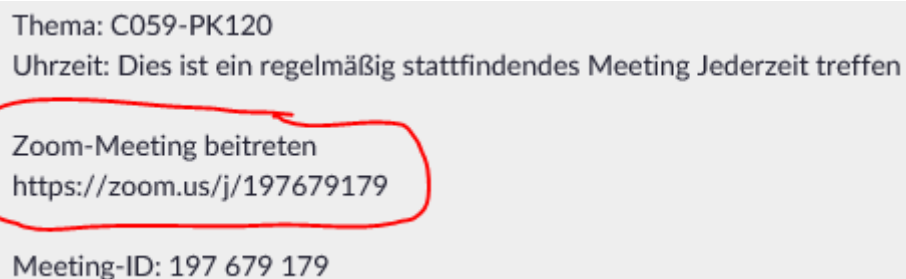 Thema: C059-PK120
Uhrzeit: Dies ist ein regelmäßig stattfindendes Meeting Jederzeit treffen
Zoom-Meeting beitreten
https://zoom.us/j/197679179
Meeting-ID: 197 679 179